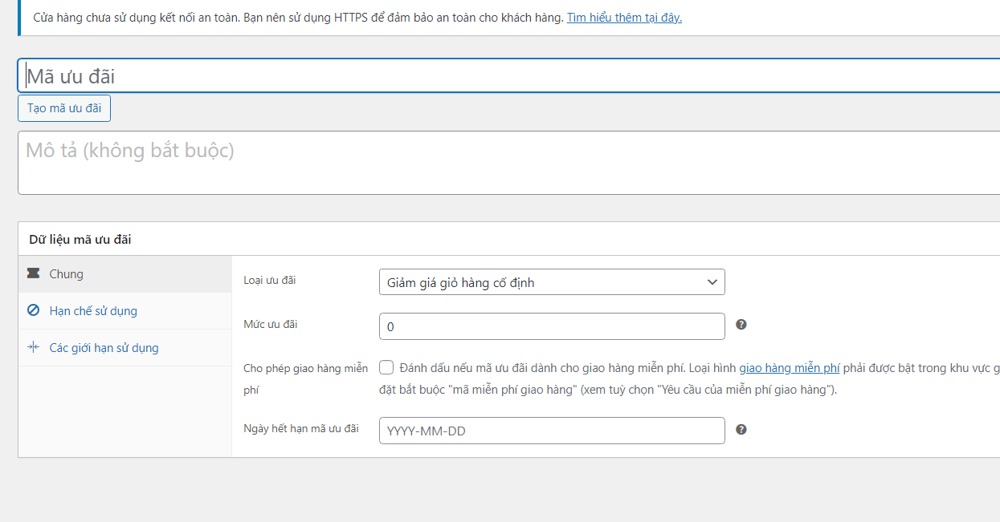 Cửa hàng chưa sử dụng kết nối an toàn. Bạn nên sử dụng HTTPS để đảm bảo an toàn cho khách hàng. Tìm hiểu thêm tại đây.
Mã ưu đãi
Tạo mã ưu đãi
Mô tả (không bắt buộc)
Dữ liệu mã ưu đãi
Chung
Hạn chế sử dụng
Các giới hạn sử dụng
Loại ưu đãi
Giảm giá giỏ hàng cố định
Mức ưu đãi
0
Cho phép giao hàng miễn
phí
Đánh dấu nếu mã ưu đãi dành cho giao hàng miễn phí. Loại hình giao hàng miễn phí phải được bật trong khu vực g
đặt bắt buộc "mã miễn phí giao hàng" (xem tuỳ chọn "Yêu cầu của miễn phí giao hàng").
Ngày hết hạn mã ưu đãi
YYYY-MM-DD